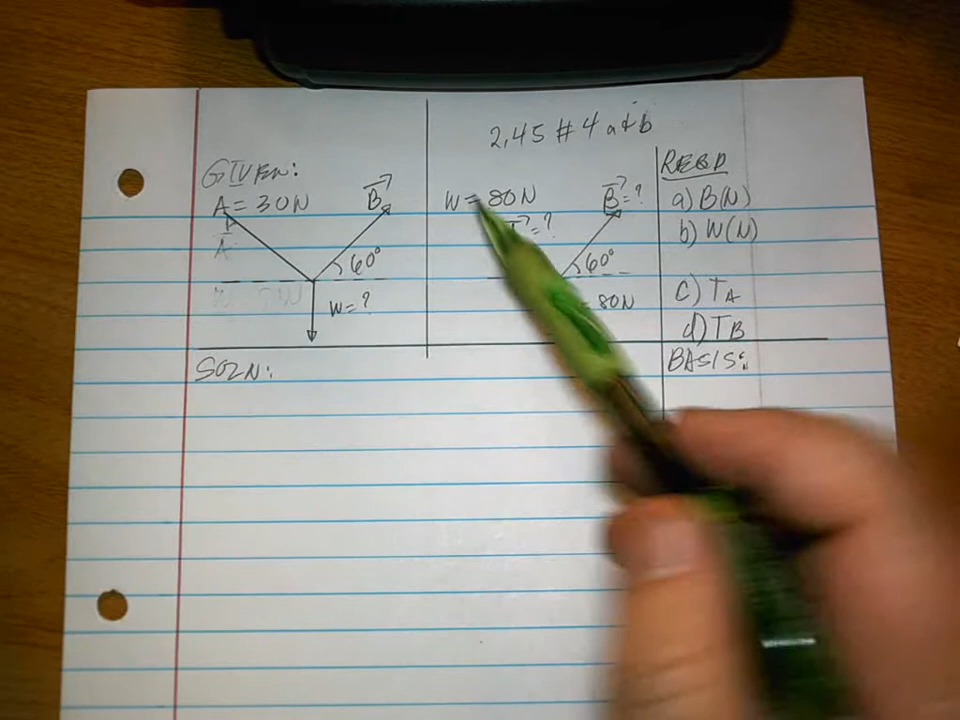 2.45 #4 a & b
GIVEN:
A = 30N
B
A
60°
W = ?
W = 80N
B = ?
= ?
60°
= 80N
REQD
a) B(N)
b) W(N)
c) TA
d) TB
SOLN:
BASIS: